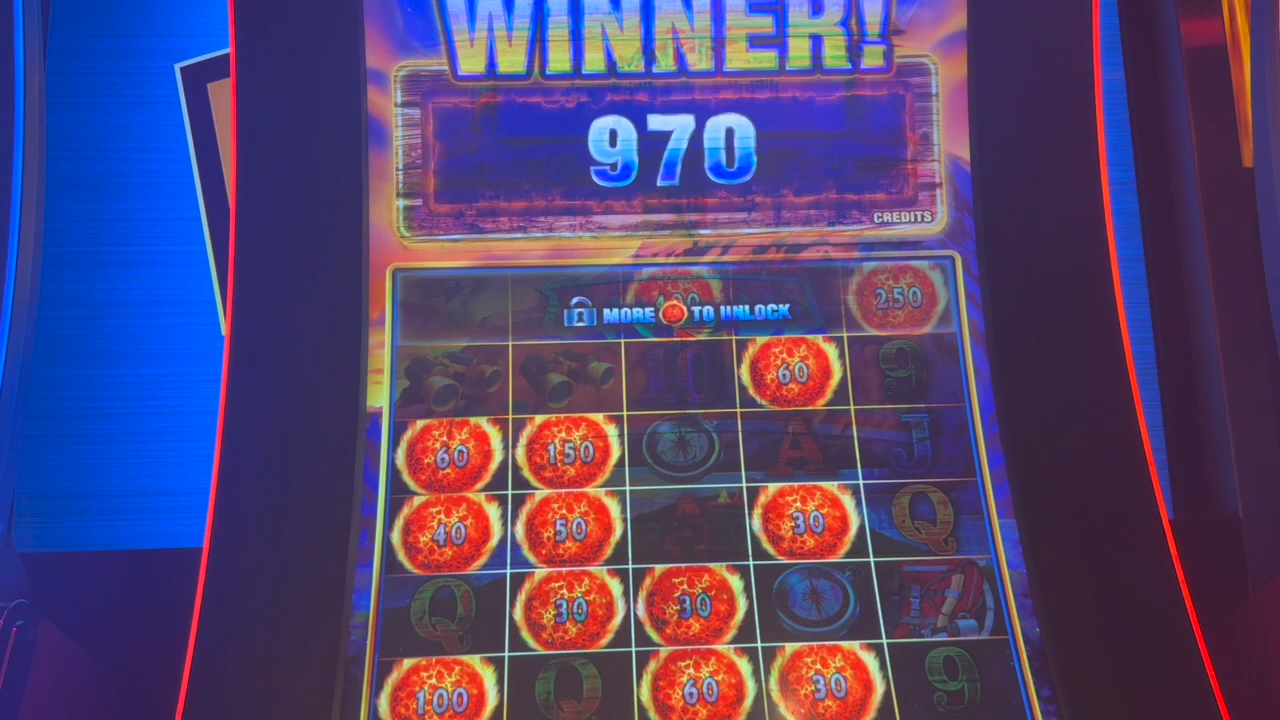 WINNER!
970
CREDITS
250
MORE TO UNLOCK
10 60 9
60 150 A J
40 50 A 30 Q
Q 30 30
100 Q 60 30 9